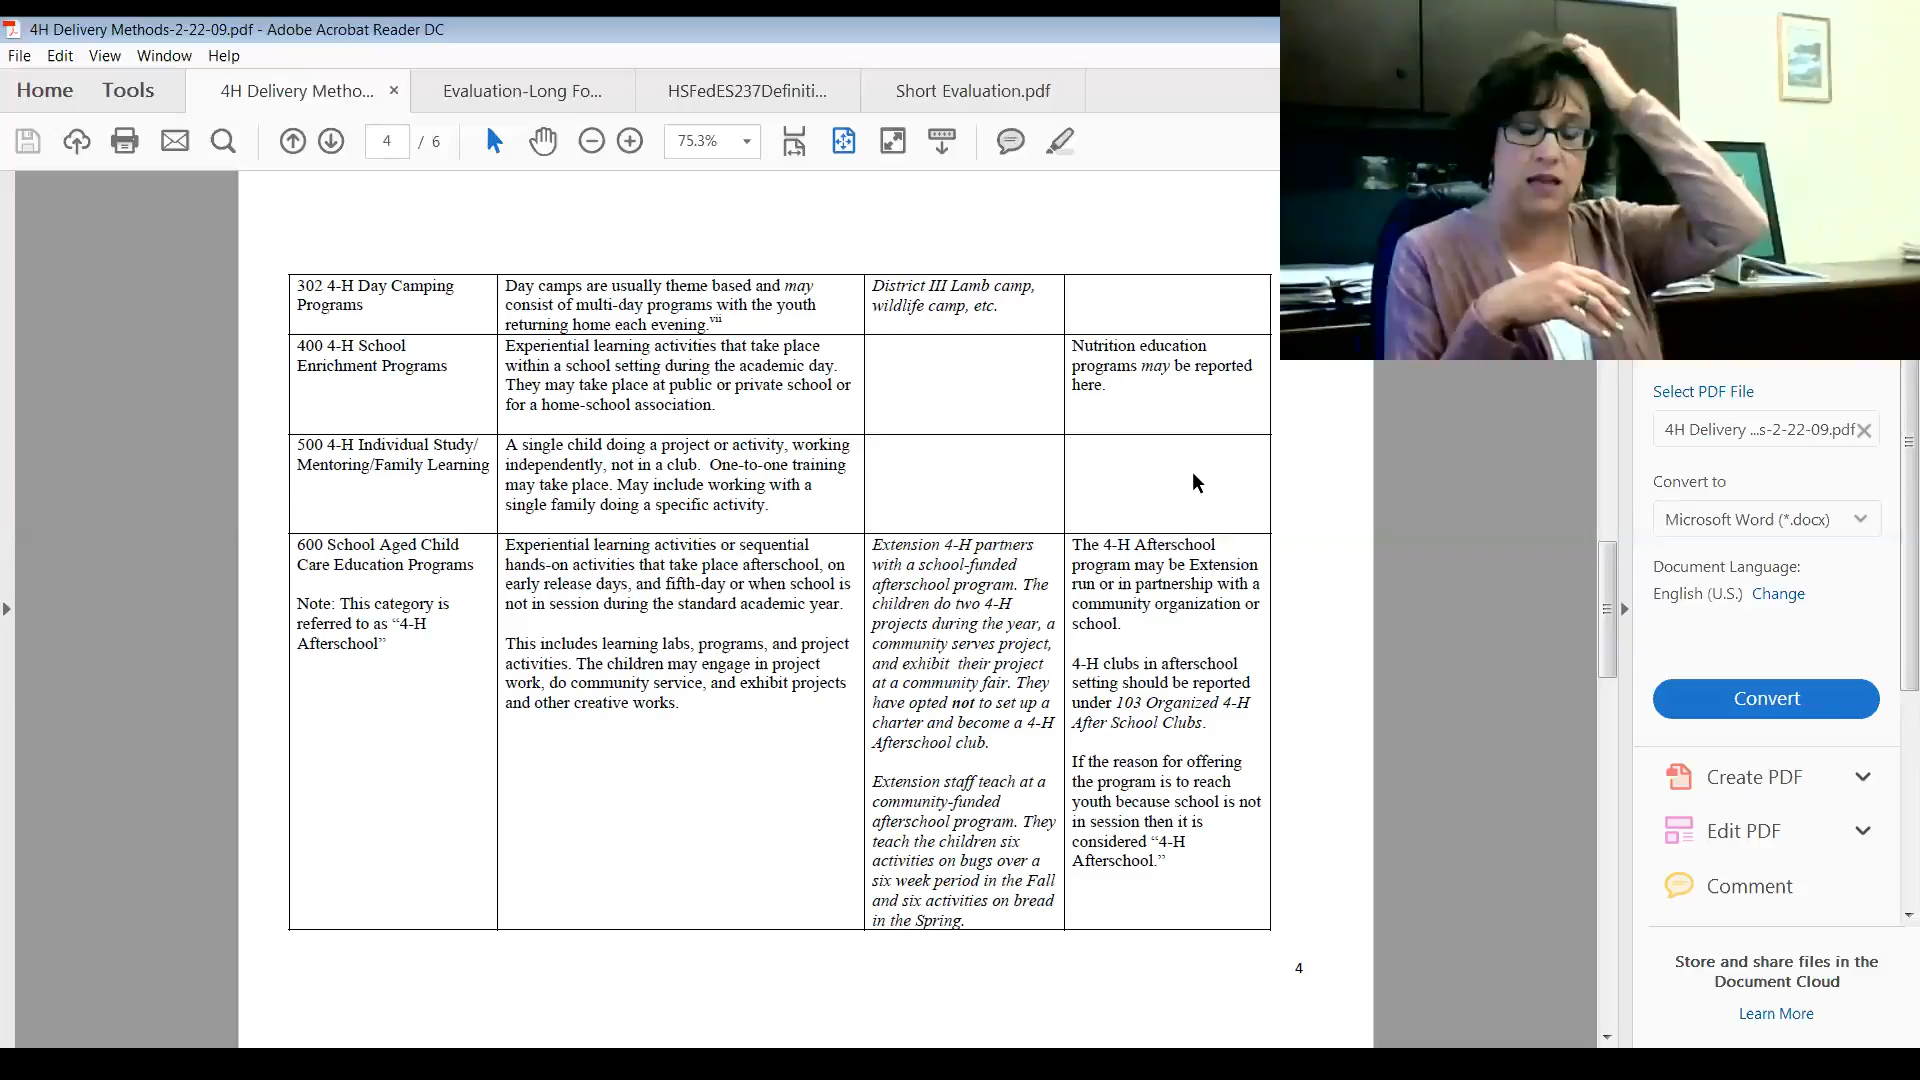 4H Delivery Methods-2-22-09.pdf - Adobe Acrobat Reader DC
File Edit View Window Help
Home Tools 4H Delivery Metho... × Evaluation-Long Fo... HSFedES237Definiti... Short Evaluation.pdf
4 / 6 75.3%
302 4-H Day Camping
Programs
Day camps are usually theme based and may
consist of multi-day programs with the youth
returning home each evening.vii
District III Lamb camp,
wildlife camp, etc.
400 4-H School
Enrichment Programs
Experiential learning activities that take place
within a school setting during the academic day.
They may take place at public or private school or
for a home-school association.
Nutrition education
programs may be reported
here.
500 4-H Individual Study/
Mentoring/Family Learning
A single child doing a project or activity, working
independently, not in a club.  One-to-one training
may take place. May include working with a
single family doing a specific activity.
600 School Aged Child
Care Education Programs
Note: This category is
referred to as “4-H
Afterschool”
Experiential learning activities or sequential
hands-on activities that take place afterschool, on
early release days, and fifth-day or when school is
not in session during the standard academic year.
This includes learning labs, programs, and project
activities. The children may engage in project
work, do community service, and exhibit projects
and other creative works.
Extension 4-H partners
with a school-funded
afterschool program. The
children do two 4-H
projects during the year, a
community serves project,
and exhibit their project
at a community fair. They
have opted not to set up a
charter and become a 4-H
Afterschool club.
Extension staff teach at a
community-funded
afterschool program. They
teach the children six
activities on bugs over a
six week period in the Fall
and six activities on bread
in the Spring.
The 4-H Afterschool
program may be Extension
run or in partnership with a
community organization or
school.
4-H clubs in afterschool
setting should be reported
under 103 Organized 4-H
After School Clubs.
If the reason for offering
the program is to reach
youth because school is not
in session then it is
considered “4-H
Afterschool.”
4
Select PDF File
4H Delivery ...s-2-22-09.pdf
Convert to
Microsoft Word (*.docx)
Document Language:
English (U.S.) Change
Convert
Create PDF
Edit PDF
Comment
Store and share files in the
Document Cloud
Learn More